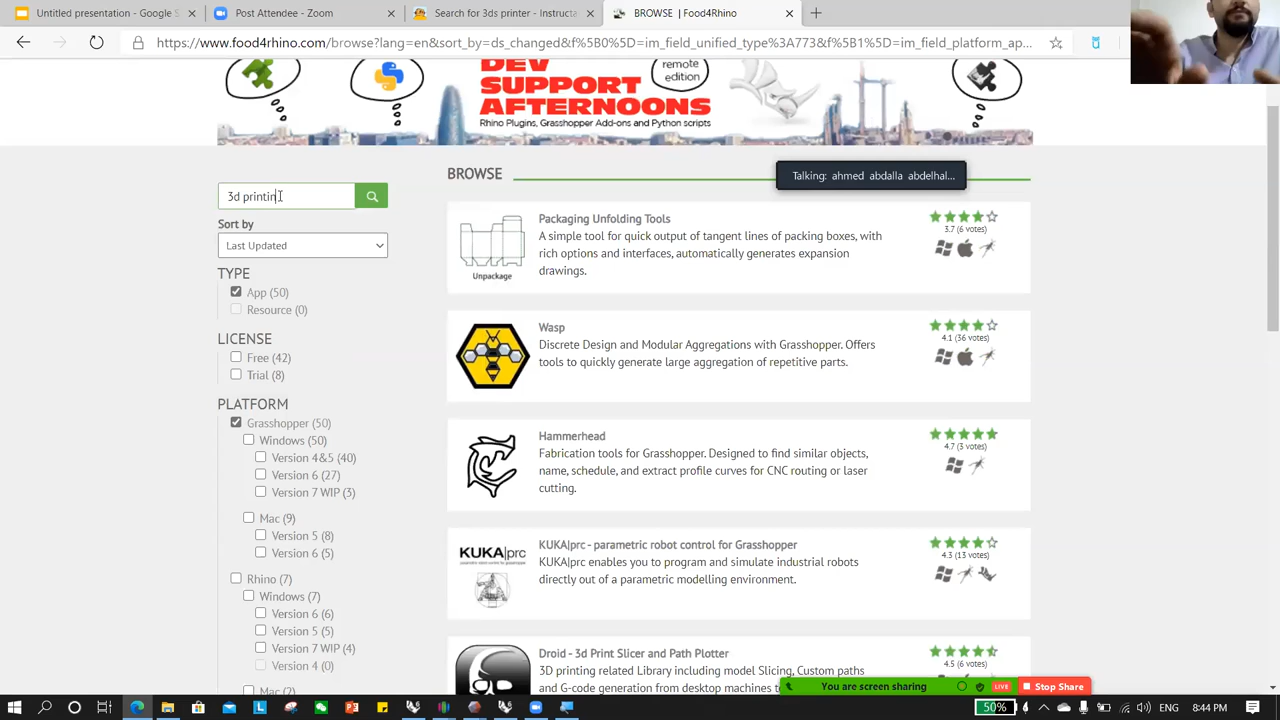 Untitled presentation - Google S
Post Attendee - Zoom
Search for 3ds printer - Instructa
BROWSE | Food4Rhino
https://www.food4rhino.com/browse?lang=en&sort_by=ds_changed&f%5B0%5D=im_field_unified_type%3A773&f%5B1%5D=im_field_platform_ap...
DEV
SUPPORT
AFTERNOONS
remote
edition
Rhino Plugins, Grasshopper Add-ons and Python scripts
Talking: ahmed abdalla abdelhal...
3d printin
Sort by
Last Updated
TYPE
App (50)
Resource (0)
LICENSE
Free (42)
Trial (8)
PLATFORM
Grasshopper (50)
Windows (50)
Version 4&5 (40)
Version 6 (27)
Version 7 WIP (3)
Mac (9)
Version 5 (8)
Version 6 (5)
Rhino (7)
Windows (7)
Version 6 (6)
Version 5 (5)
Version 7 WIP (4)
Version 4 (0)
Mac (2)
BROWSE
Unpackage
Packaging Unfolding Tools
A simple tool for quick output of tangent lines of packing boxes, with
rich options and interfaces, automatically generates expansion
drawings.
3.7 (6 votes)
Wasp
Discrete Design and Modular Aggregations with Grasshopper. Offers
tools to quickly generate large aggregation of repetitive parts.
4.1 (36 votes)
Hammerhead
Fabrication tools for Grasshopper. Designed to find similar objects,
name, schedule, and extract profile curves for CNC routing or laser
cutting.
4.7 (3 votes)
KUKA|prc
KUKA|prc - parametric robot control for Grasshopper
KUKA|prc enables you to program and simulate industrial robots
directly out of a parametric modelling environment.
4.3 (13 votes)
Droid - 3d Print Slicer and Path Plotter
3D printing related Library including model Slicing, Custom paths
and G-code generation from desktop machines t
4.5 (6 votes)
You are screen sharing
LIVE
Stop Share
50%
ENG
8:44 PM